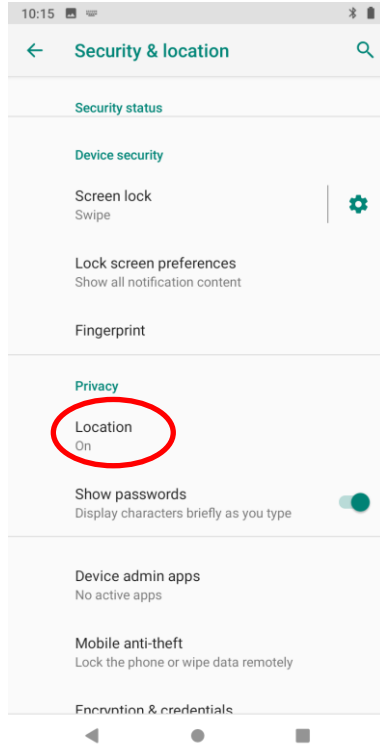 10:15
Security & location
Security status
Device security
Screen lock
Swipe
Lock screen preferences
Show all notification content
Fingerprint
Privacy
Location
On
Show passwords
Display characters briefly as you type
Device admin apps
No active apps
Mobile anti-theft
Lock the phone or wipe data remotely
Encryption & credentials